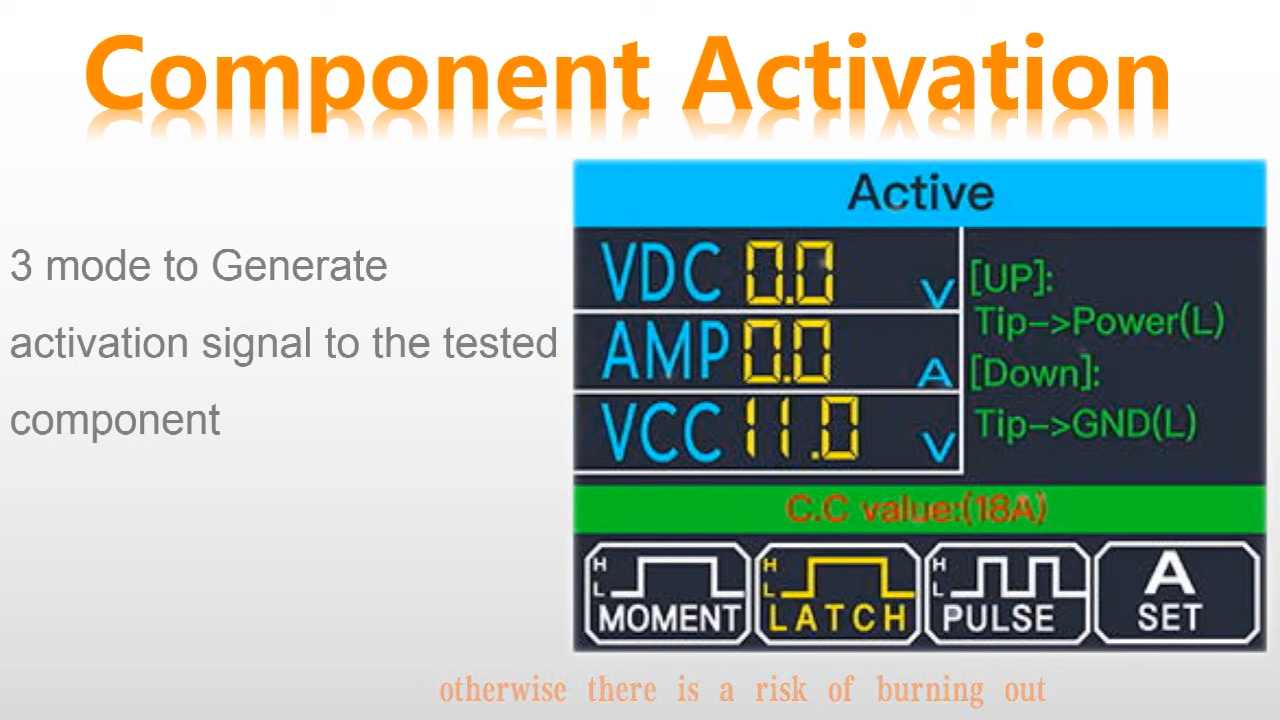 Component Activation
3 mode to Generate
activation signal to the tested
component
Active
VDC 0.0 V
AMP 0.0 A
VCC 11.0 V
[UP]:
Tip->Power(L)
[Down]:
Tip->GND(L)
C.C value:(18A)
H L MOMENT
H L LATCH
H L PULSE
A SET
otherwise there is a risk of burning out